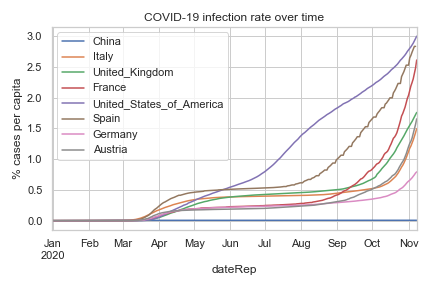 COVID-19 infection rate over time
% cases per capita
3.0
2.5
2.0
1.5
1.0
0.5
0.0
China
Italy
United_Kingdom
France
United_States_of_America
Spain
Germany
Austria
Jan Feb Mar Apr May Jun Jul Aug Sep Oct Nov
2020
dateRep